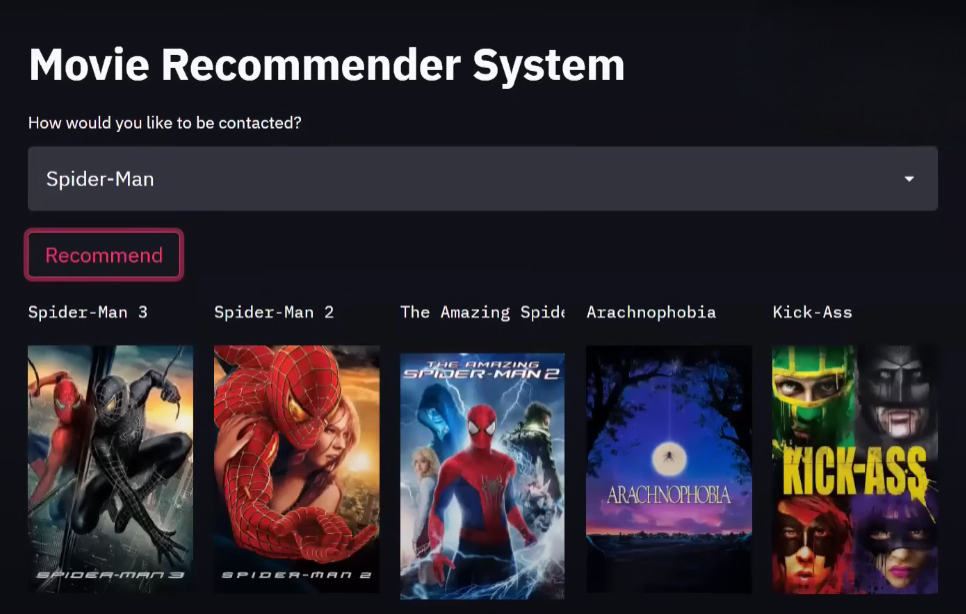 Movie Recommender System
How would you like to be contacted?
Spider-Man
Recommend
Spider-Man 3
Spider-Man 2
The Amazing Spide
Arachnophobia
Kick-Ass
SPIDER-MAN 3
SPIDER-MAN 2
THE AMAZING
SPIDER-MAN 2
ARACHNOPHOBIA
KICK-ASS